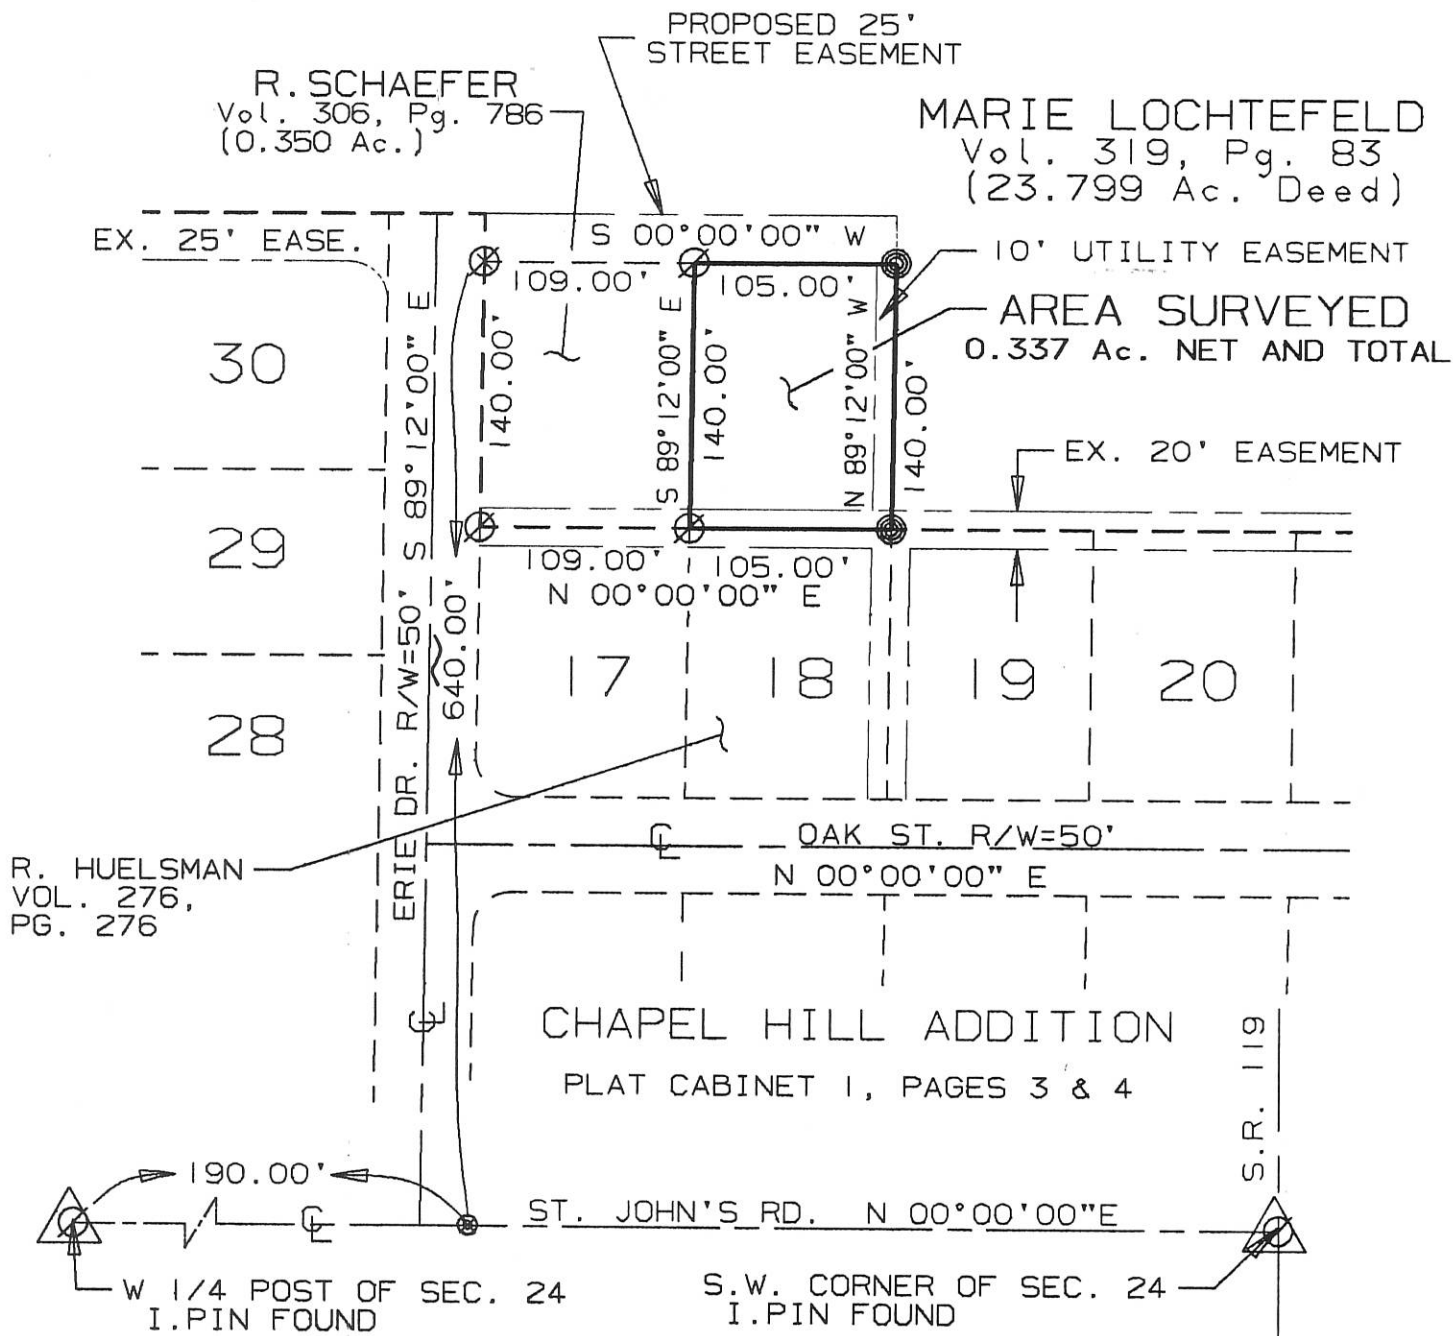 PROPOSED 25'
STREET EASEMENT
R. SCHAEFER
Vol. 306, Pg. 786
(0.350 Ac.)
MARIE LOCHTEFELD
Vol. 319, Pg. 83
(23.799 Ac. Deed)
EX. 25' EASE.
S 00°00'00" W
10' UTILITY EASEMENT
109.00'
105.00'
AREA SURVEYED
0.337 Ac. NET AND TOTAL
30
S 89°12'00" E
140.00'
S 89°12'00" E
140.00'
N 89°12'00" W
140.00'
EX. 20' EASEMENT
29
109.00'
105.00'
N 00°00'00" E
640.00'
28
17
18
19
20
ERIE DR. R/W=50'
CL
OAK ST. R/W=50'
N 00°00'00" E
R. HUELSMAN
VOL. 276,
PG. 276
CL
CHAPEL HILL ADDITION
PLAT CABINET 1, PAGES 3 & 4
S.R. 119
190.00'
CL
ST. JOHN'S RD. N 00°00'00"E
W 1/4 POST OF SEC. 24
I.PIN FOUND
S.W. CORNER OF SEC. 24
I.PIN FOUND